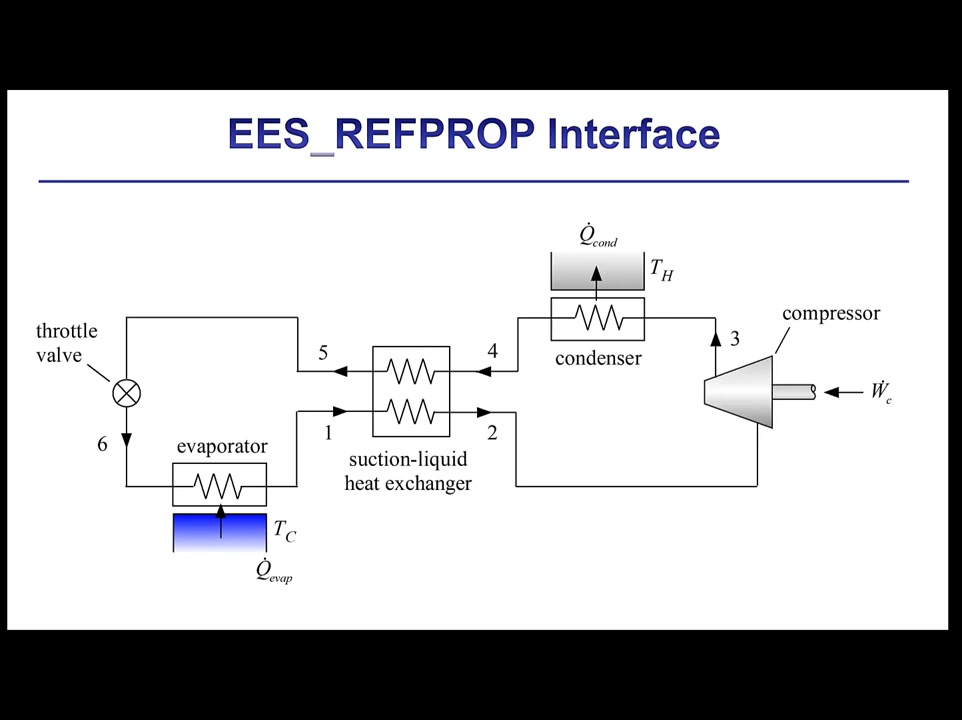 EES_REFPROP Interface
Q̇cond
TH
compressor
throttle
valve
3
condenser
5
4
Ẇc
6
evaporator
1
2
suction-liquid
heat exchanger
TC
Q̇evap